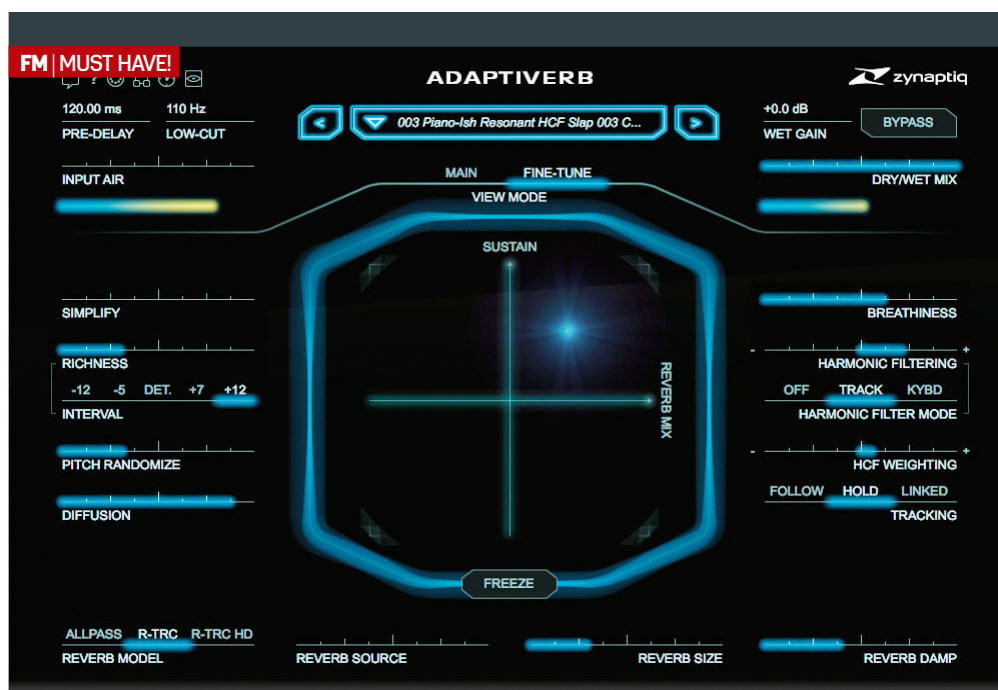 FM | MUST HAVE!
?
ADAPTIVERB
zynaptiq
120.00 ms
110 Hz
PRE-DELAY
LOW-CUT
<
003 Piano-Ish Resonant HCF Slap 003 C...
>
+0.0 dB
WET GAIN
BYPASS
INPUT AIR
MAIN
FINE-TUNE
VIEW MODE
DRY/WET MIX
SUSTAIN
REVERB MIX
SIMPLIFY
RICHNESS
-12 -5 DET. +7 +12
INTERVAL
PITCH RANDOMIZE
DIFFUSION
BREATHINESS
- +
HARMONIC FILTERING
OFF TRACK KYBD
HARMONIC FILTER MODE
- +
HCF WEIGHTING
FOLLOW HOLD LINKED
TRACKING
FREEZE
ALLPASS R-TRC R-TRC HD
REVERB MODEL
REVERB SOURCE
REVERB SIZE
REVERB DAMP